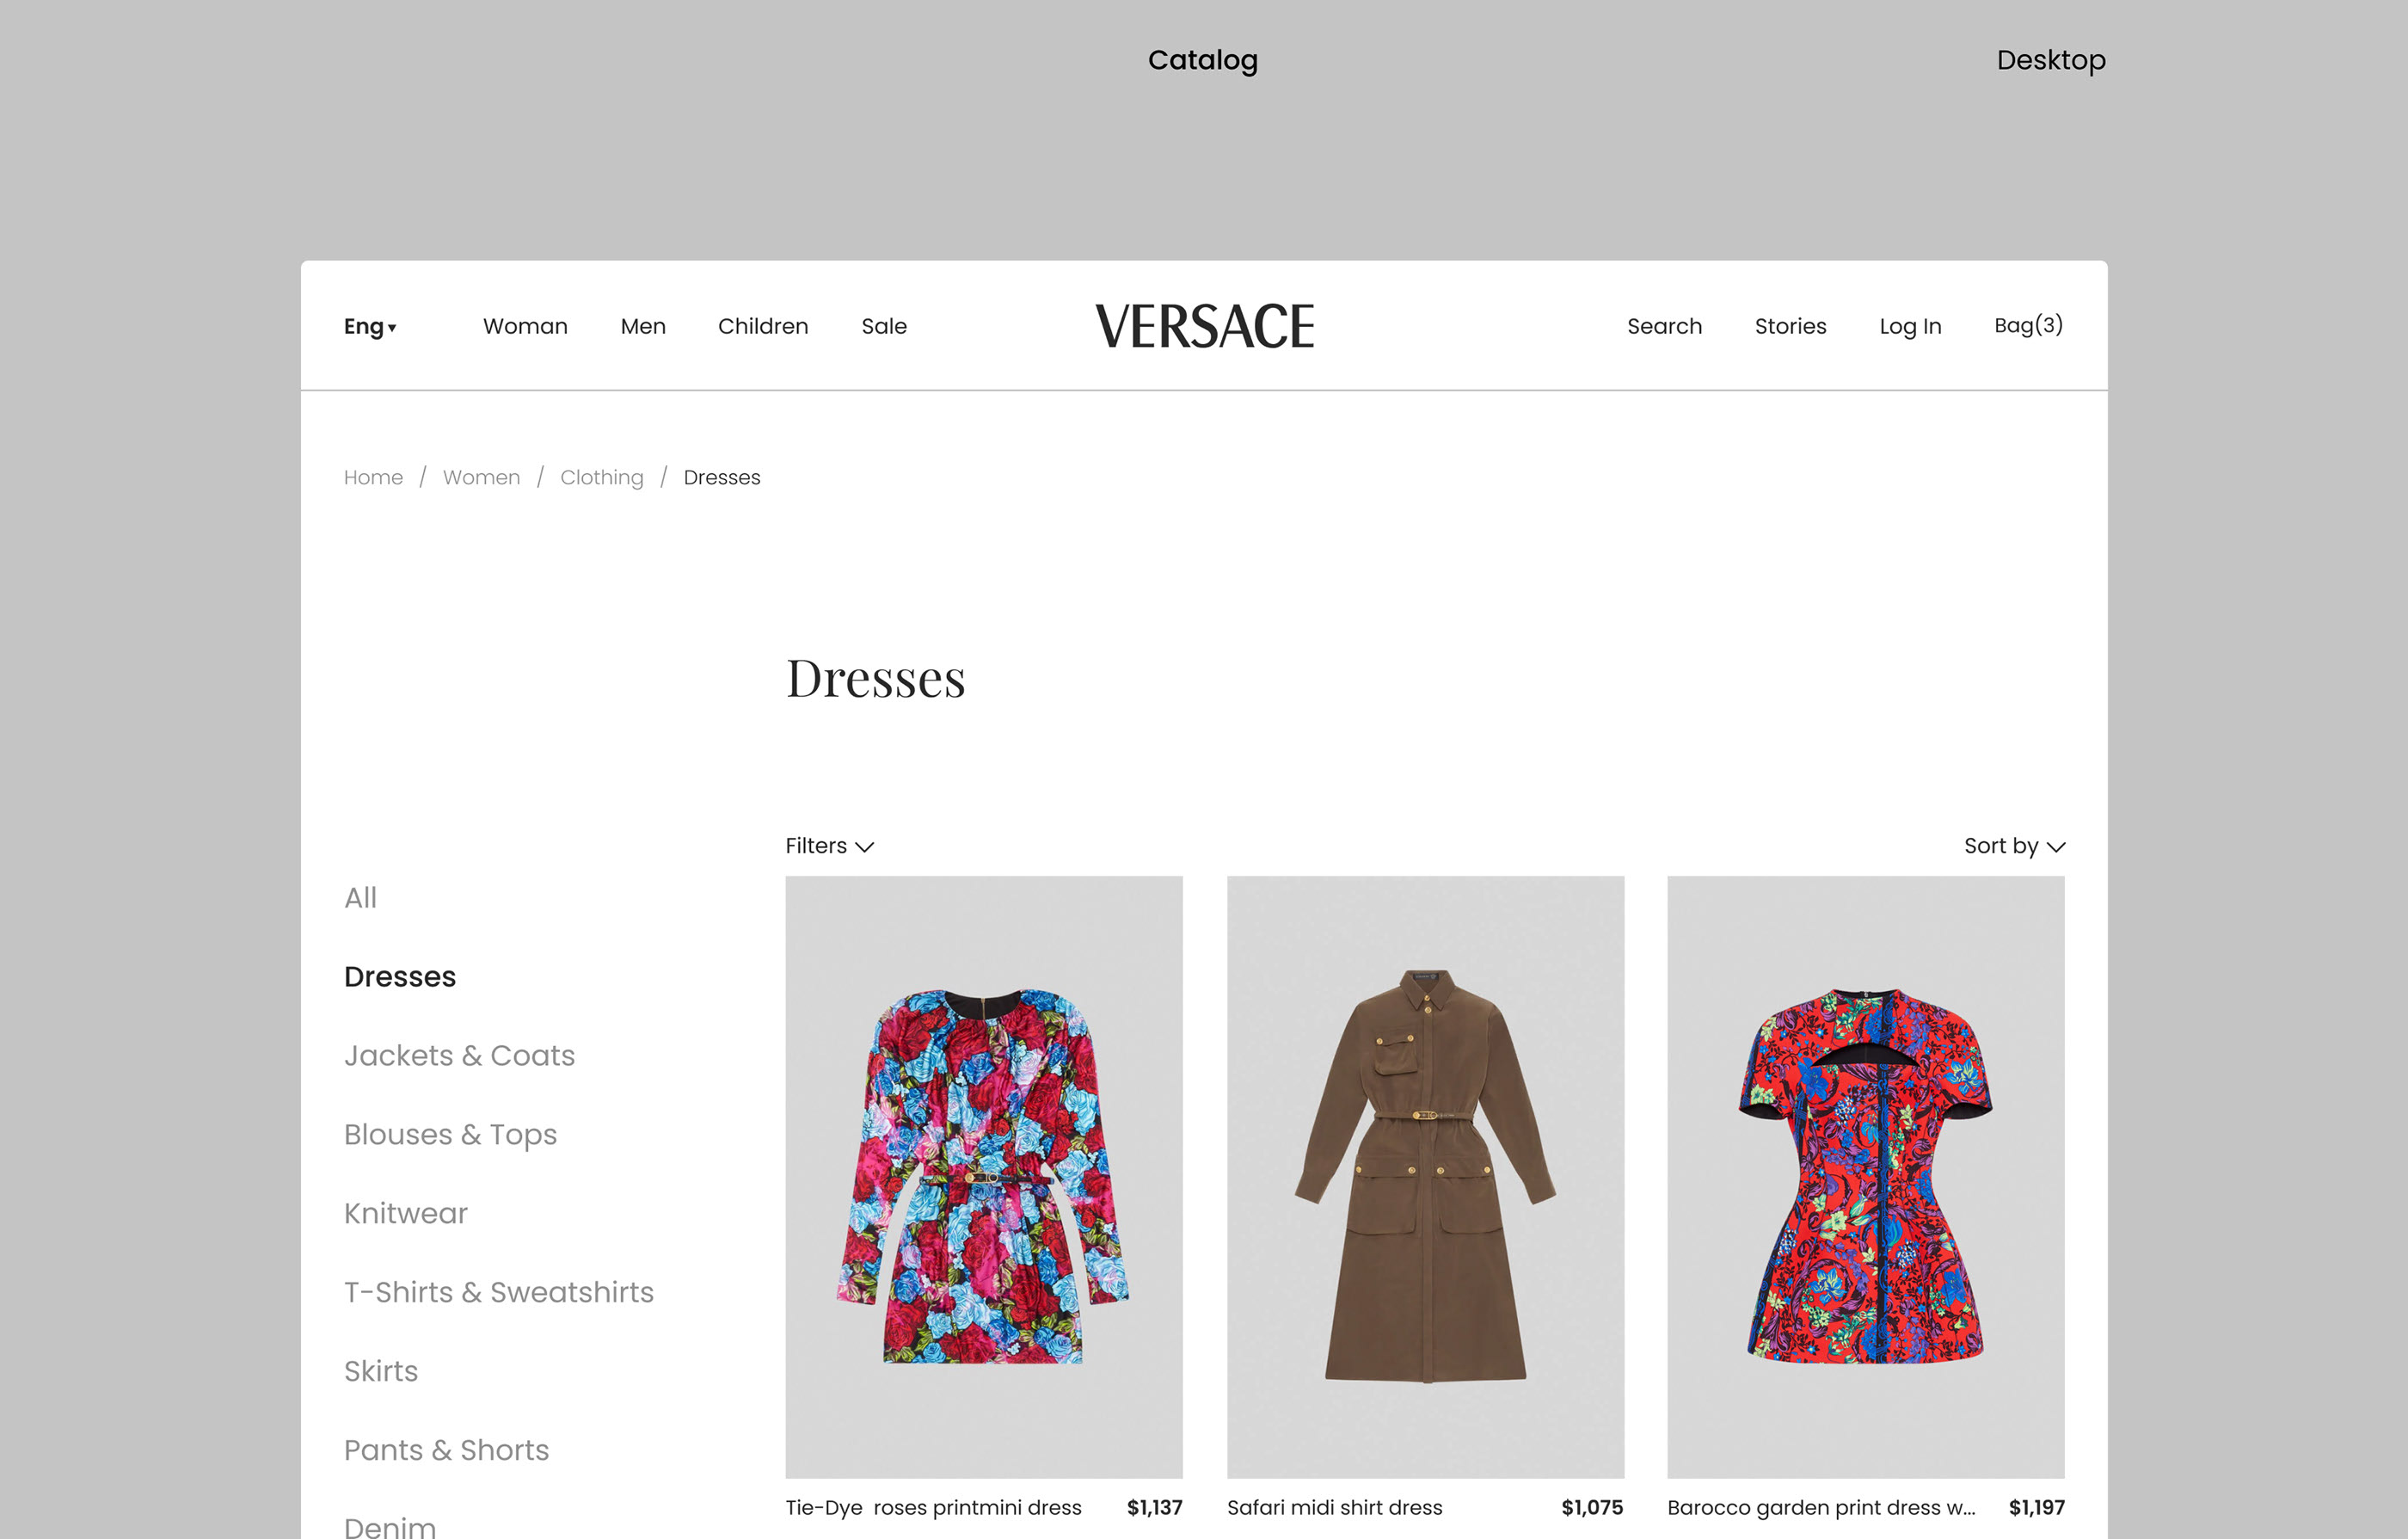 Catalog
Desktop
Eng▾ Woman Men Children Sale VERSACE Search Stories Log In Bag(3)
Home / Women / Clothing / Dresses
Dresses
Filters Sort by
All
Dresses
Jackets & Coats
Blouses & Tops
Knitwear
T-Shirts & Sweatshirts
Skirts
Pants & Shorts
Denim
Tie-Dye  roses printmini dress $1,137
Safari midi shirt dress $1,075
Barocco garden print dress w... $1,197